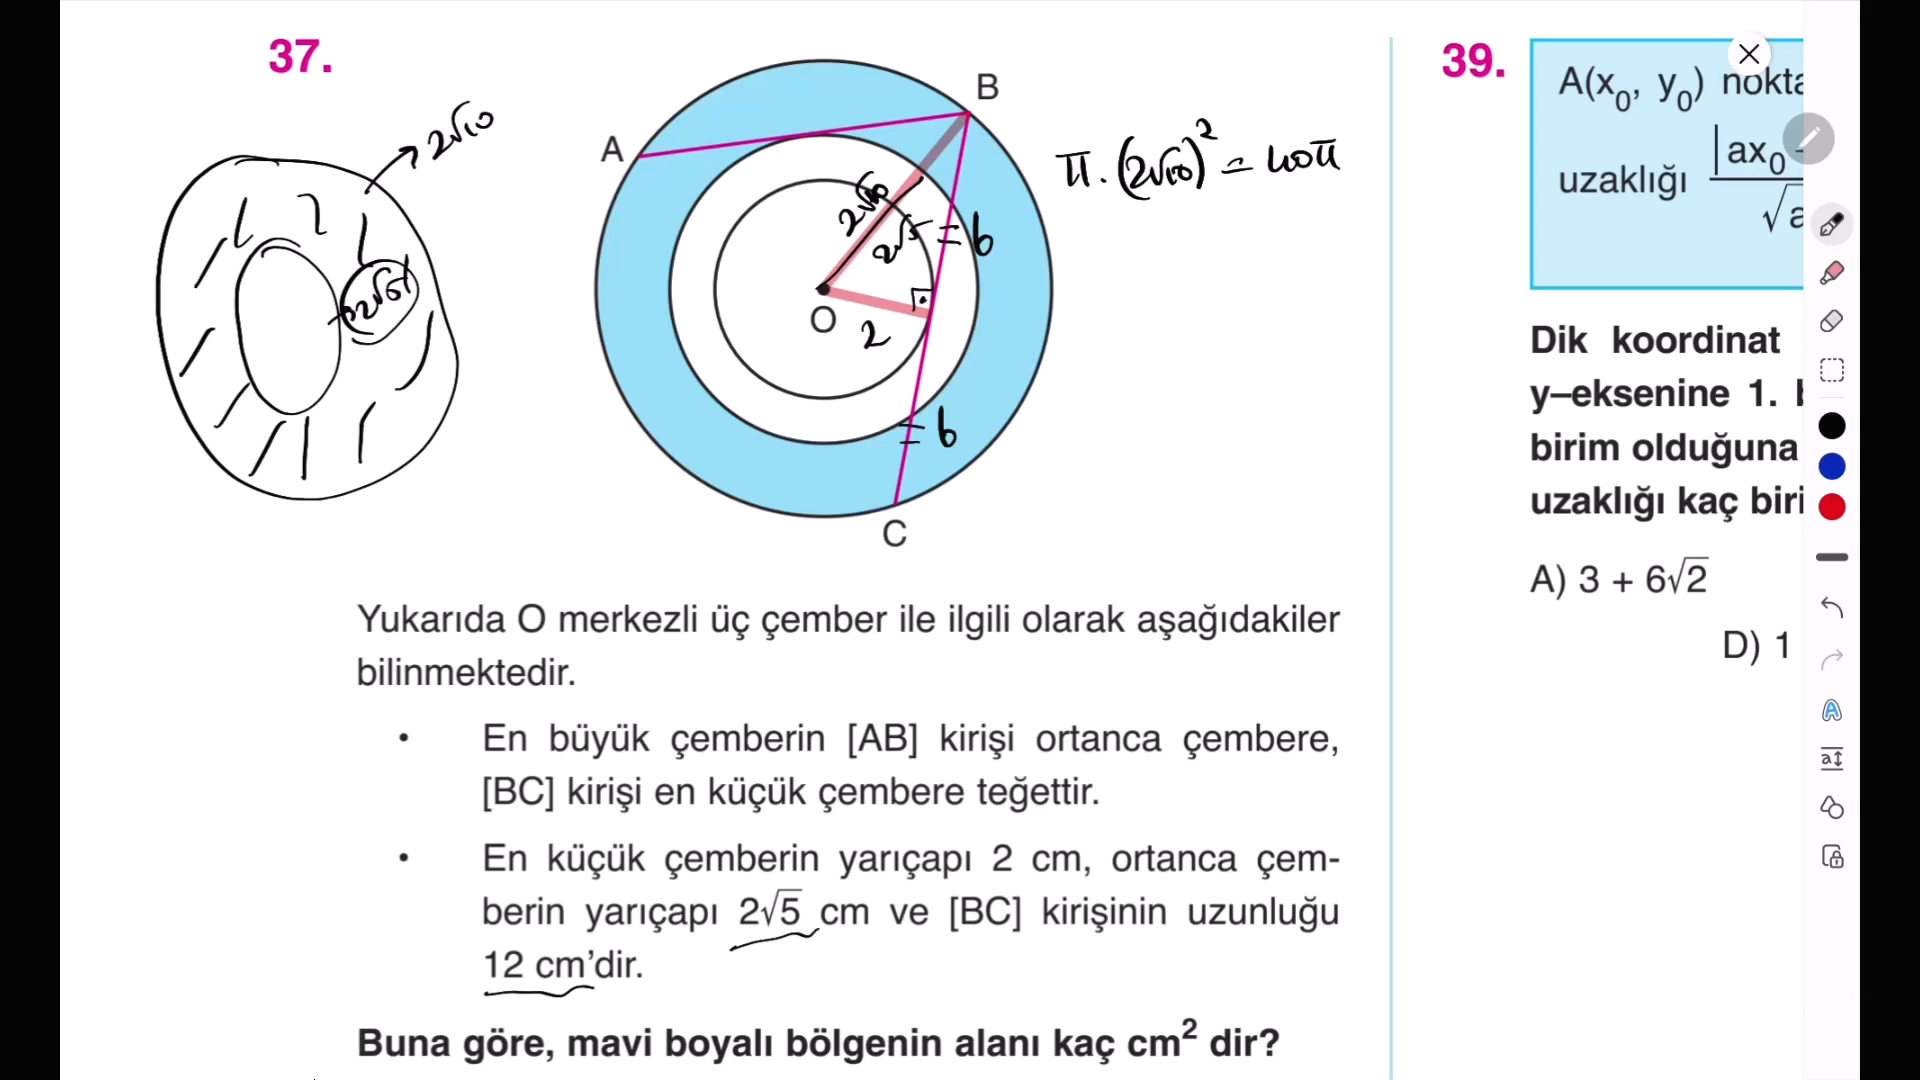 37.
A
B
O
C
2√10
2√5
2√10
2√5
2
= 6
= 6
π.(2√10)² = 40π
Yukarıda O merkezli üç çember ile ilgili olarak aşağıdakiler
bilinmektedir.
• En büyük çemberin [AB] kirişi ortanca çembere,
[BC] kirişi en küçük çembere teğettir.
• En küçük çemberin yarıçapı 2 cm, ortanca çem-
berin yarıçapı 2√5 cm ve [BC] kirişinin uzunluğu
12 cm’dir.
Buna göre, mavi boyalı bölgenin alanı kaç cm² dir?
39.
A(x₀, y₀) nokta
|ax₀
uzaklığı
√a
Dik koordinat
y–eksenine 1.
birim olduğuna
uzaklığı kaç biri
A) 3 + 6√2
D) 1